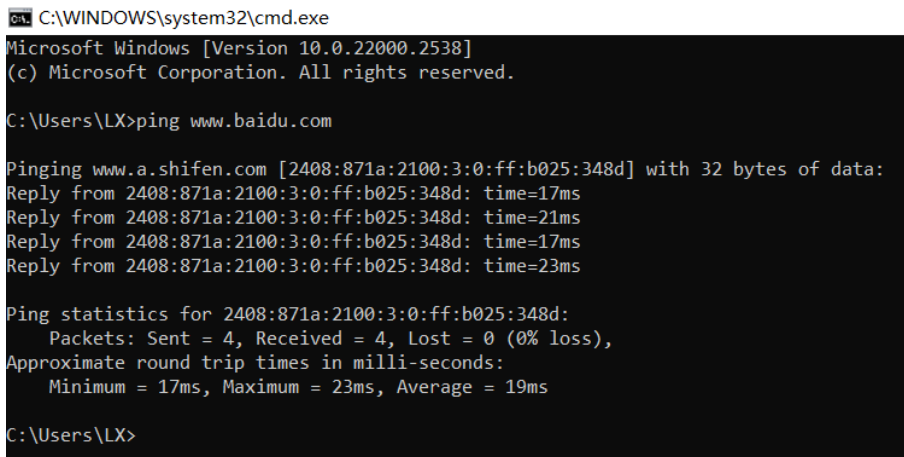 C:\WINDOWS\system32\cmd.exe
Microsoft Windows [Version 10.0.22000.2538]
(c) Microsoft Corporation. All rights reserved.
C:\Users\LX>ping www.baidu.com
Pinging www.a.shifen.com [2408:871a:2100:3:0:ff:b025:348d] with 32 bytes of data:
Reply from 2408:871a:2100:3:0:ff:b025:348d: time=17ms
Reply from 2408:871a:2100:3:0:ff:b025:348d: time=21ms
Reply from 2408:871a:2100:3:0:ff:b025:348d: time=17ms
Reply from 2408:871a:2100:3:0:ff:b025:348d: time=23ms
Ping statistics for 2408:871a:2100:3:0:ff:b025:348d:
    Packets: Sent = 4, Received = 4, Lost = 0 (0% loss),
Approximate round trip times in milli-seconds:
    Minimum = 17ms, Maximum = 23ms, Average = 19ms
C:\Users\LX>